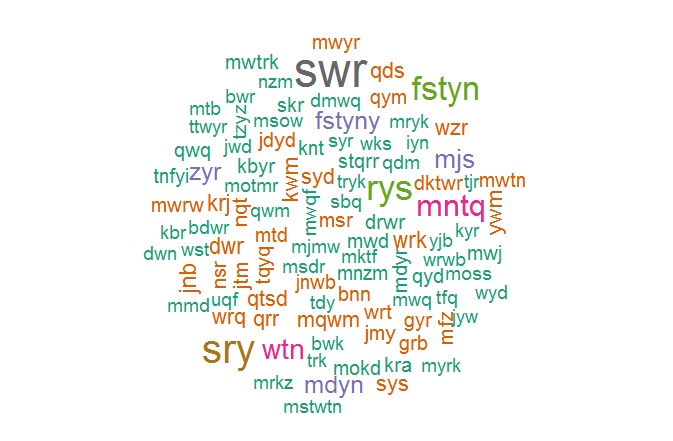 mwyr
mwtrk
swr
qds
nzm
fstyn
bwr
skr
dmwq
qym
mtb
tzyz
msow
fstyny
mryk
wzr
ttwyr
jdyd
syr
wks
iyn
qwq
jwd
knt
stqrr
qdm
mjs
tnfyi
zyr
kbyr
kwm
syd
tryk
rys
dktwr
tjr
mwtn
motmr
mwrw
krj
nqt
qwm
mwqf
sbq
mntq
ywm
kbr
bdwr
mtd
msr
drwr
kyr
dwn
wst
dwr
tqyq
mjmw
mwd
wrk
yjb
mktf
mdyr
wrwb
mwj
jnb
nsr
jtm
msdr
mnzm
qyd
moss
jnwb
mmd
uqf
qtsd
tdy
bnn
mwq
tfq
wyd
wrq
qrr
mqwm
wrt
gyr
mfz
jyw
jmy
sry
wtn
bwk
grb
trk
mokd
kra
myrk
mrkz
mdyn
sys
mstwtn